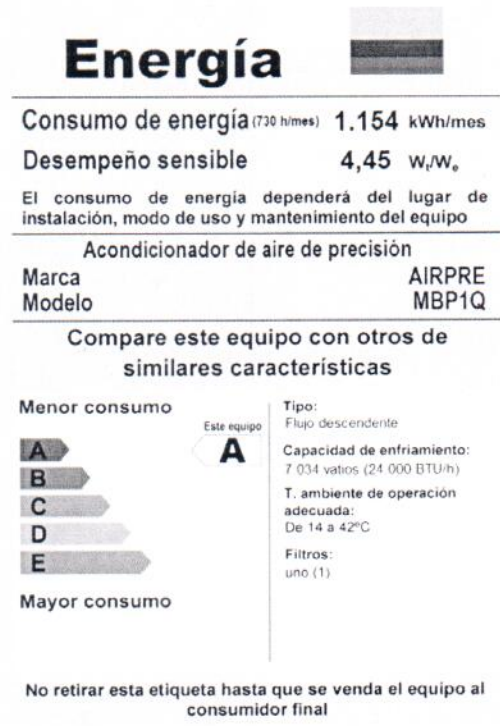 Energía
Consumo de energía (730 h/mes) 1.154 kWh/mes
Desempeño sensible 4,45 Wt/We
El consumo de energía dependerá del lugar de
instalación, modo de uso y mantenimiento del equipo
Acondicionador de aire de precisión
Marca AIRPRE
Modelo MBP1Q
Compare este equipo con otros de
similares características
Menor consumo
Este equipo
A
A
B
C
D
E
Mayor consumo
Tipo:
Flujo descendente
Capacidad de enfriamiento:
7 034 vatios (24 000 BTU/h)
T. ambiente de operación
adecuada:
De 14 a 42ºC
Filtros:
uno (1)
No retirar esta etiqueta hasta que se venda el equipo al
consumidor final